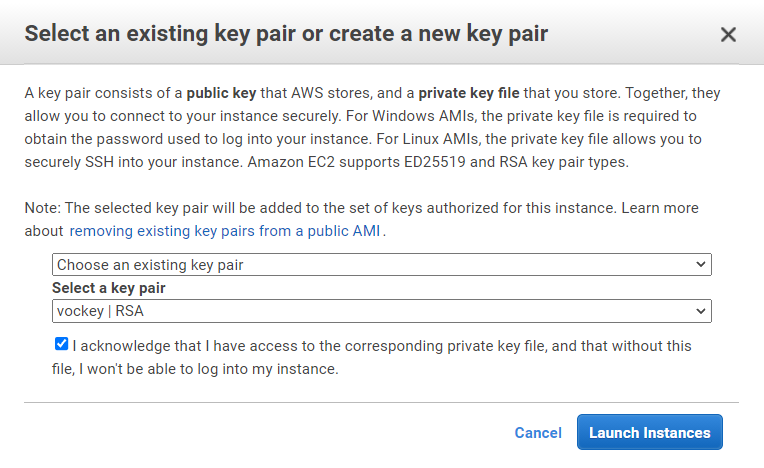 Select an existing key pair or create a new key pair
A key pair consists of a public key that AWS stores, and a private key file that you store. Together, they
allow you to connect to your instance securely. For Windows AMIs, the private key file is required to
obtain the password used to log into your instance. For Linux AMIs, the private key file allows you to
securely SSH into your instance. Amazon EC2 supports ED25519 and RSA key pair types.
Note: The selected key pair will be added to the set of keys authorized for this instance. Learn more
about removing existing key pairs from a public AMI.
Choose an existing key pair
Select a key pair
vockey | RSA
I acknowledge that I have access to the corresponding private key file, and that without this
file, I won't be able to log into my instance.
Cancel Launch Instances